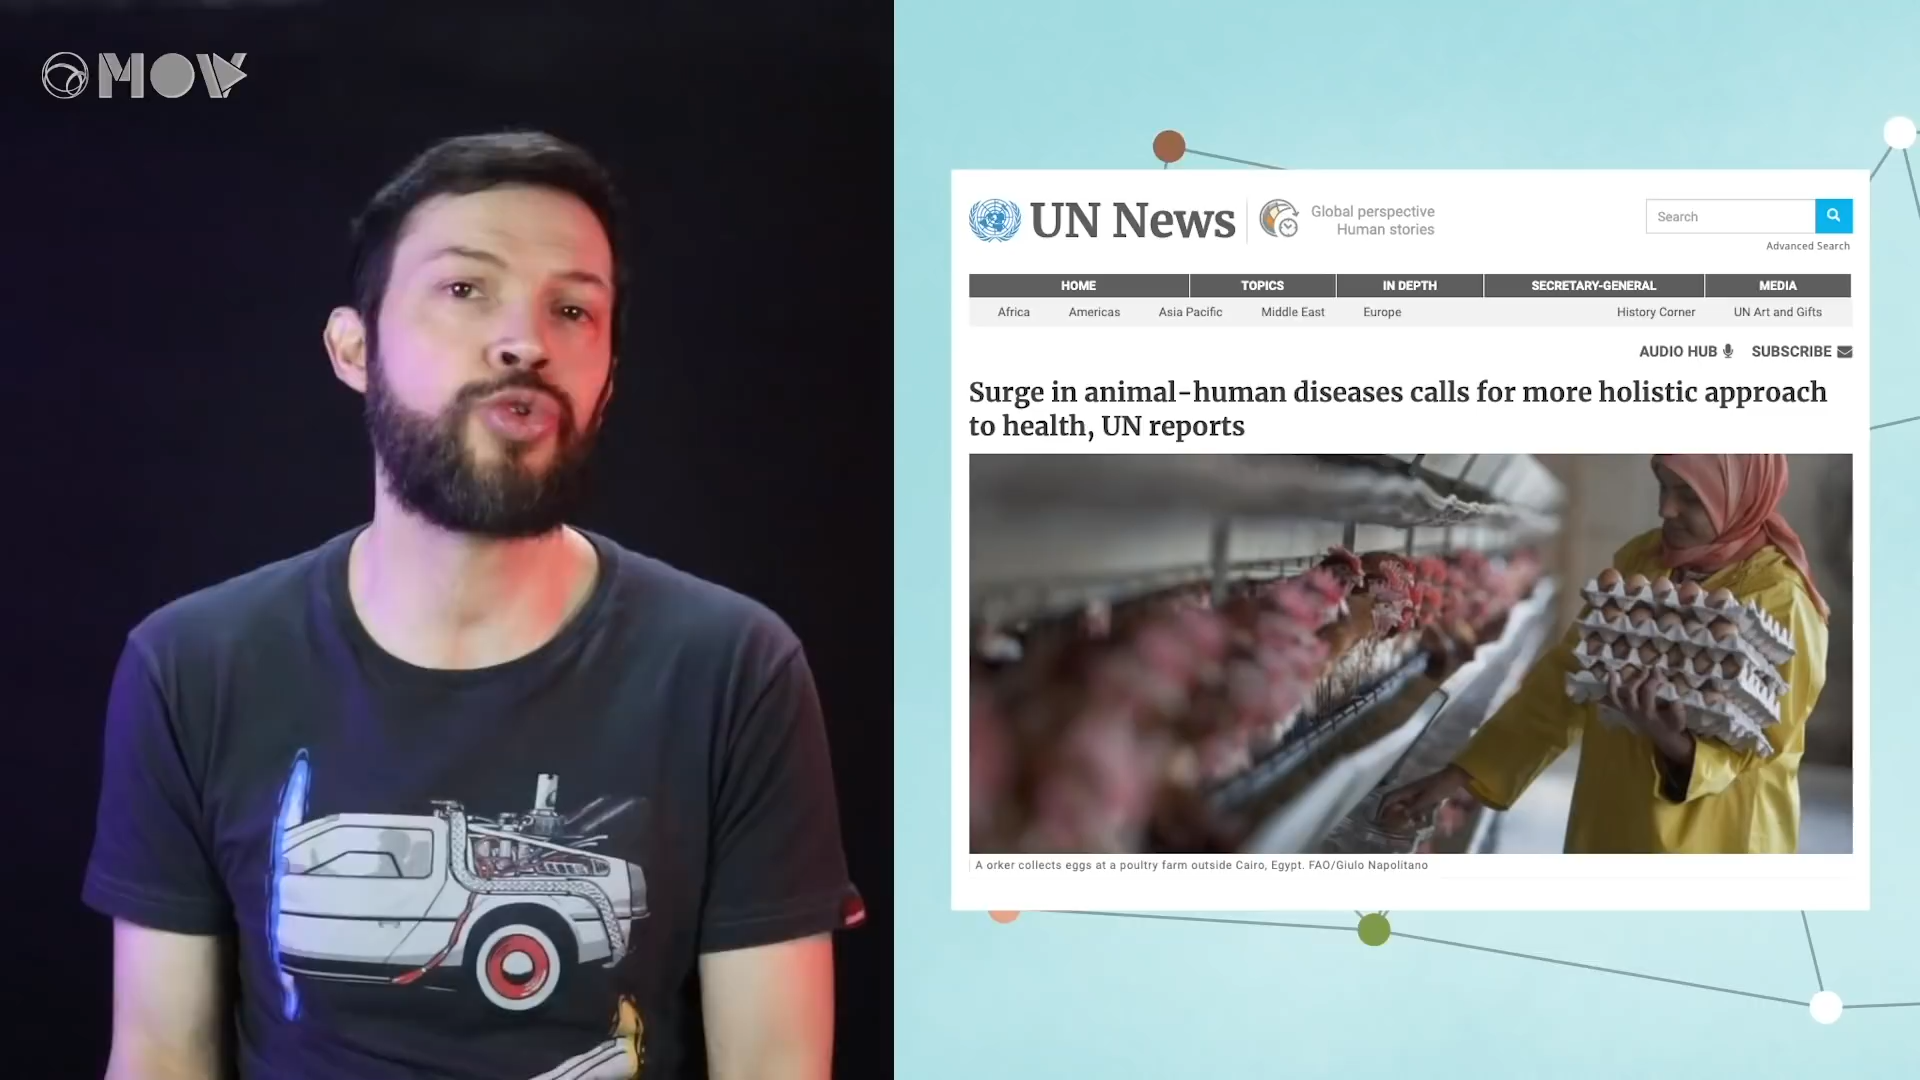 MOV
UN News
Global perspective
Human stories
Search
Advanced Search
HOME TOPICS IN DEPTH SECRETARY-GENERAL MEDIA
Africa Americas Asia Pacific Middle East Europe History Corner UN Art and Gifts
AUDIO HUB SUBSCRIBE
Surge in animal-human diseases calls for more holistic approach
to health, UN reports
A orker collects eggs at a poultry farm outside Cairo, Egypt. FAO/Giulo Napolitano